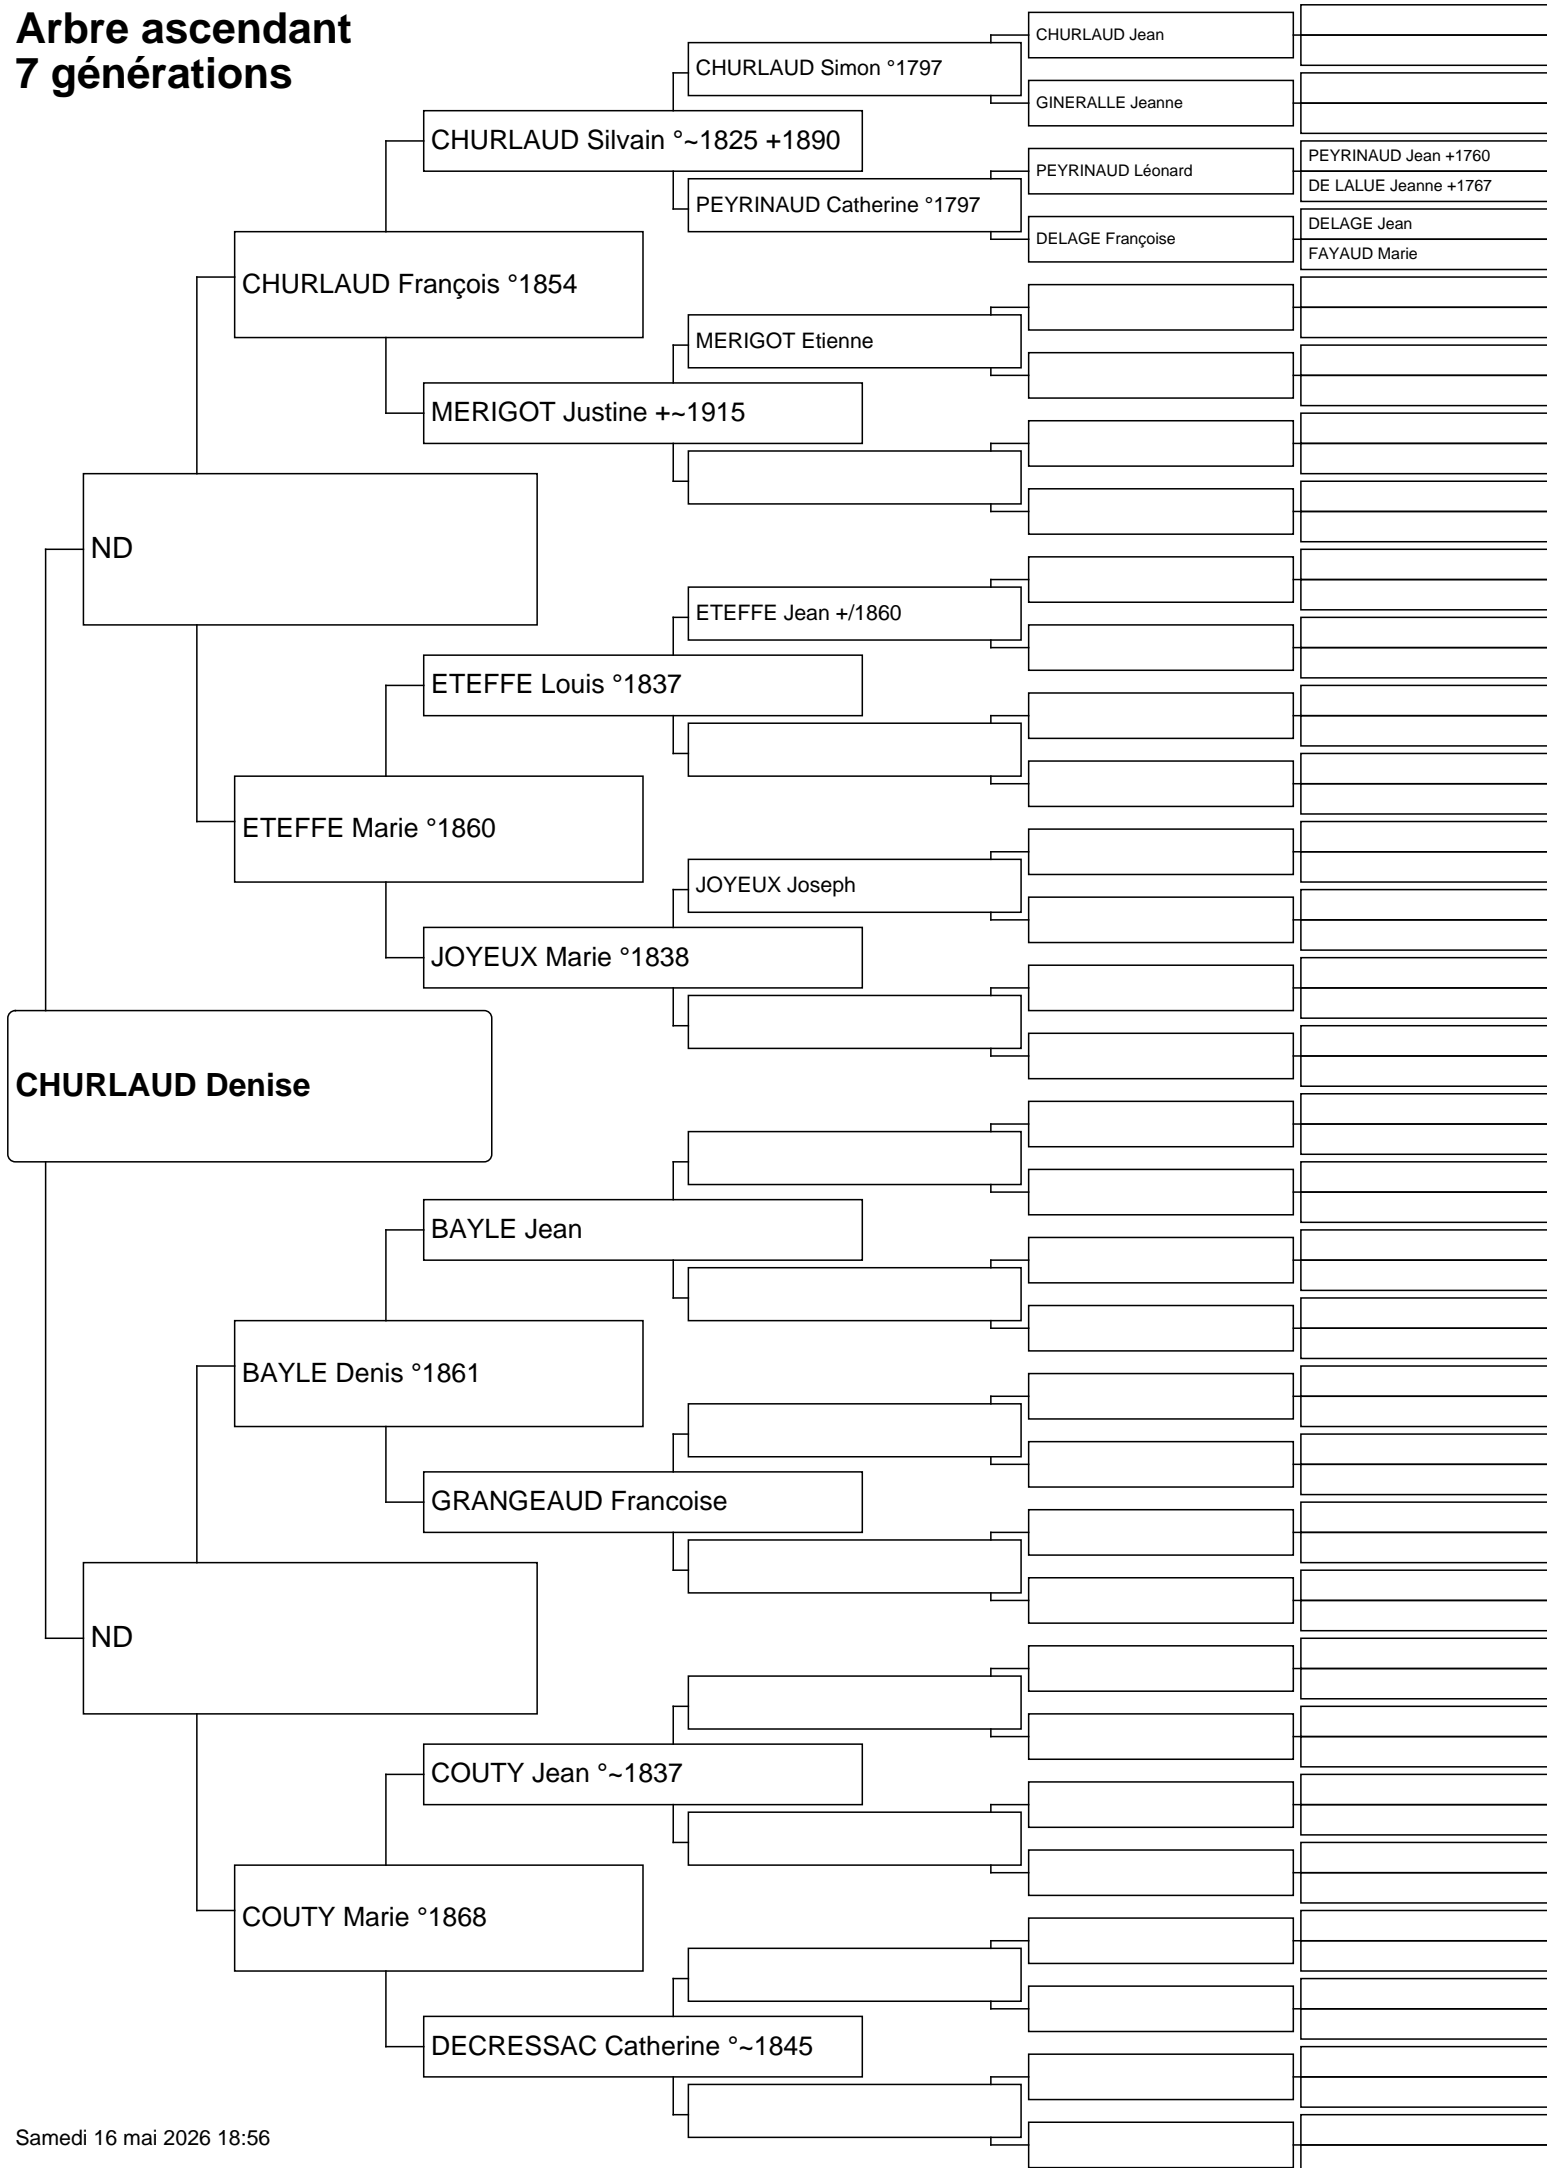 Arbre ascendant
7 générations
CHURLAUD Jean
CHURLAUD Simon °1797
GINERALLE Jeanne
CHURLAUD Silvain °~1825 +1890
PEYRINAUD Jean +1760
PEYRINAUD Léonard
DE LALUE Jeanne +1767
PEYRINAUD Catherine °1797
DELAGE Jean
DELAGE Françoise
FAYAUD Marie
CHURLAUD François °1854
MERIGOT Etienne
MERIGOT Justine +~1915
ND
ETEFFE Jean +/1860
ETEFFE Louis °1837
ETEFFE Marie °1860
JOYEUX Joseph
JOYEUX Marie °1838
CHURLAUD Denise
BAYLE Jean
BAYLE Denis °1861
GRANGEAUD Francoise
ND
COUTY Jean °~1837
COUTY Marie °1868
DECRESSAC Catherine °~1845
Samedi 16 mai 2026 18:56